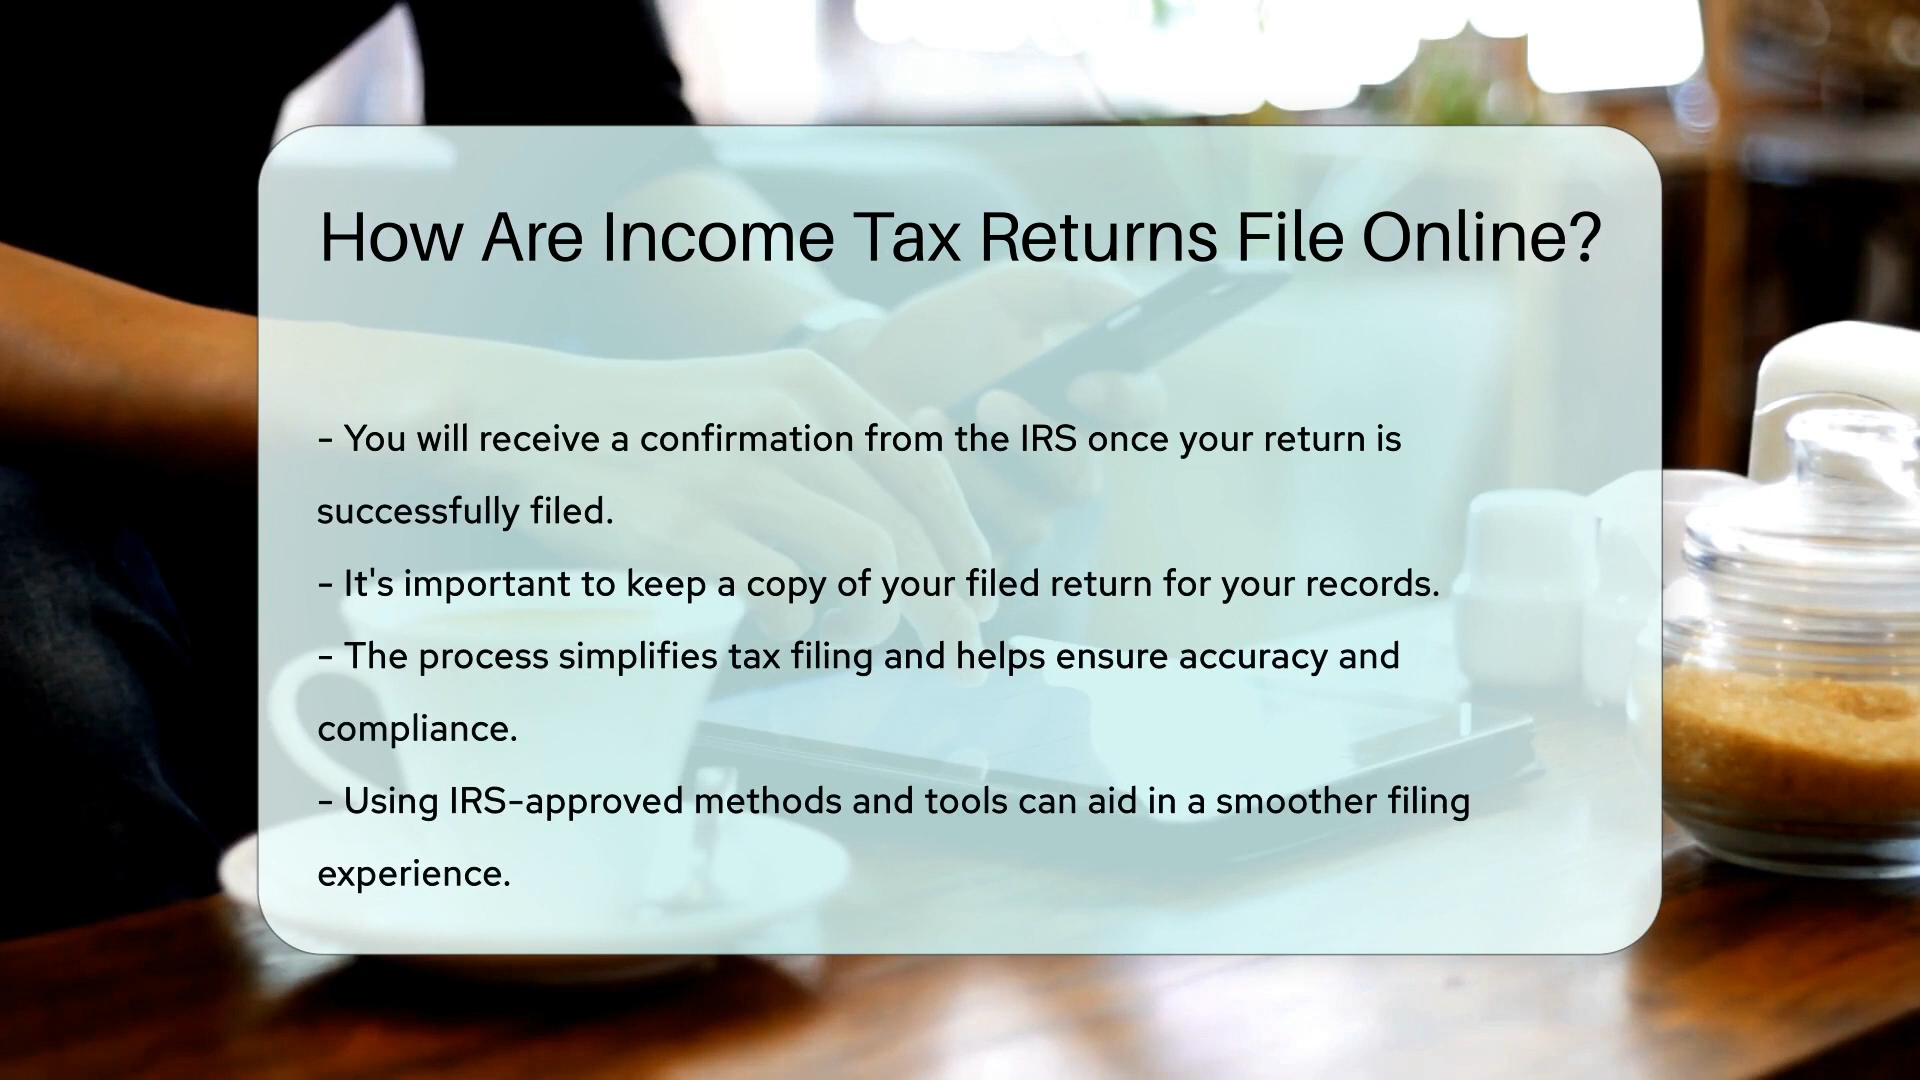 How Are Income Tax Returns File Online?
- You will receive a confirmation from the IRS once your return is
successfully filed.
- It's important to keep a copy of your filed return for your records.
- The process simplifies tax filing and helps ensure accuracy and
compliance.
- Using IRS-approved methods and tools can aid in a smoother filing
experience.